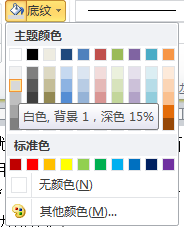 底纹
主题颜色
白色, 背景 1, 深色 15%
标准色
无颜色(N)
其他颜色(M)...